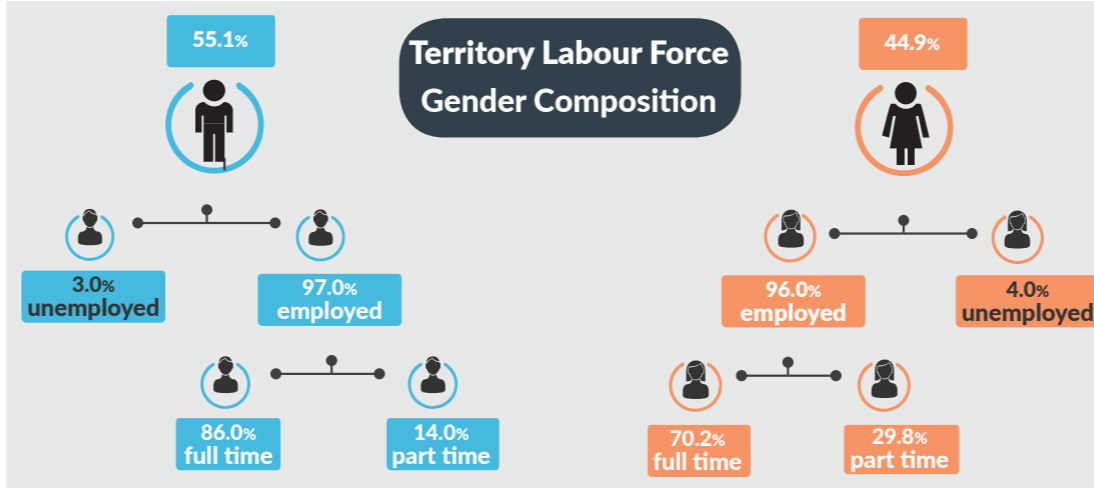 55.1%
Territory Labour Force
Gender Composition
44.9%
3.0%
unemployed
97.0%
employed
96.0%
employed
4.0%
unemployed
86.0%
full time
14.0%
part time
70.2%
full time
29.8%
part time